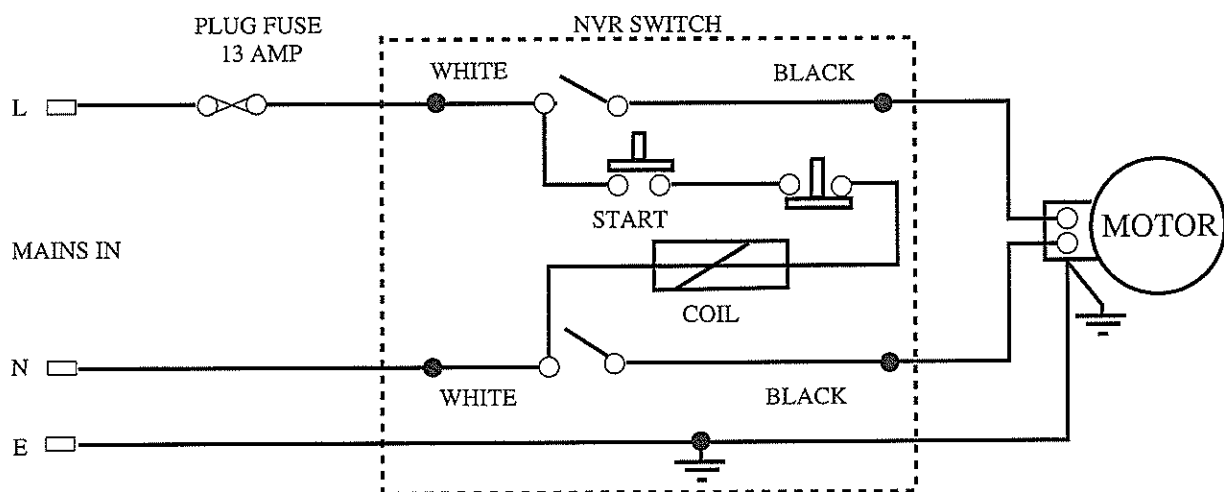 PLUG FUSE
13 AMP
NVR SWITCH
WHITE
BLACK
L
START
MOTOR
MAINS IN
COIL
N
WHITE
BLACK
E